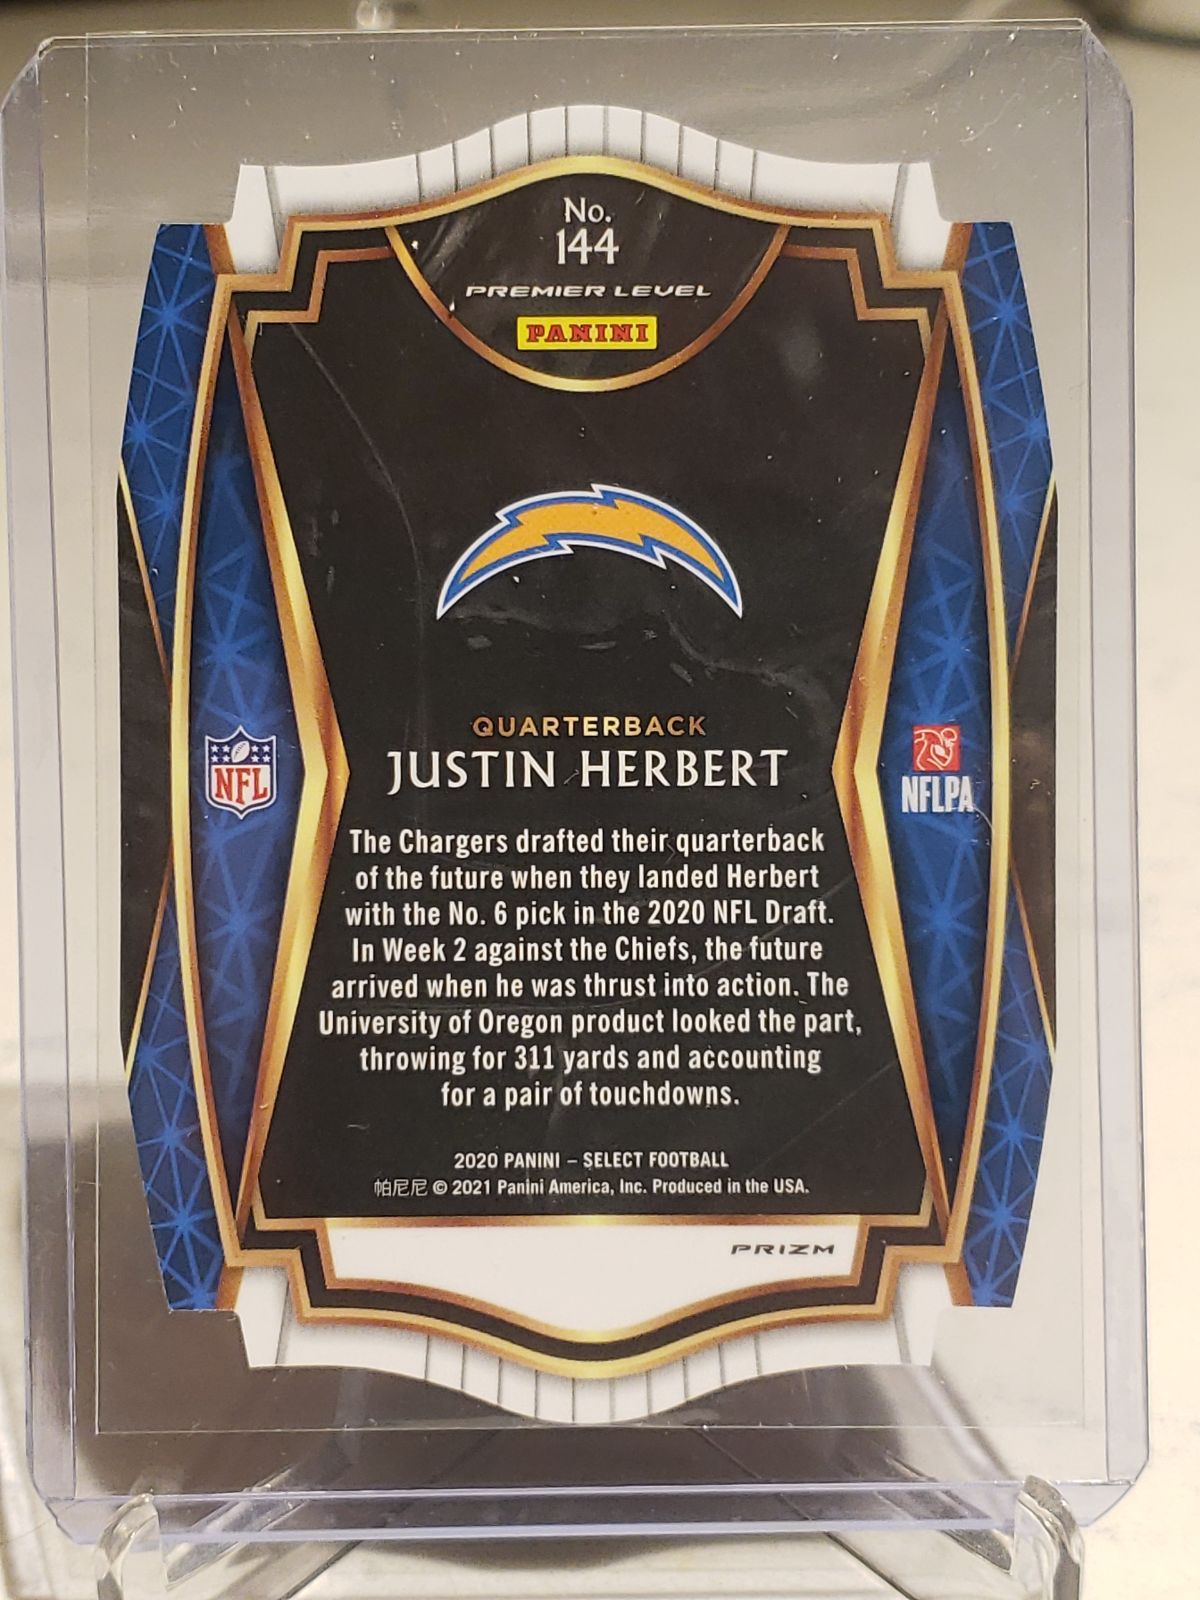 No.
144
PREMIER LEVEL
PANINI
QUARTERBACK
JUSTIN HERBERT
NFL
NFLPA
The Chargers drafted their quarterback
of the future when they landed Herbert
with the No. 6 pick in the 2020 NFL Draft.
In Week 2 against the Chiefs, the future
arrived when he was thrust into action. The
University of Oregon product looked the part,
throwing for 311 yards and accounting
for a pair of touchdowns.
2020 PANINI – SELECT FOOTBALL
帕尼尼 © 2021 Panini America, Inc. Produced in the USA.
PRIZM